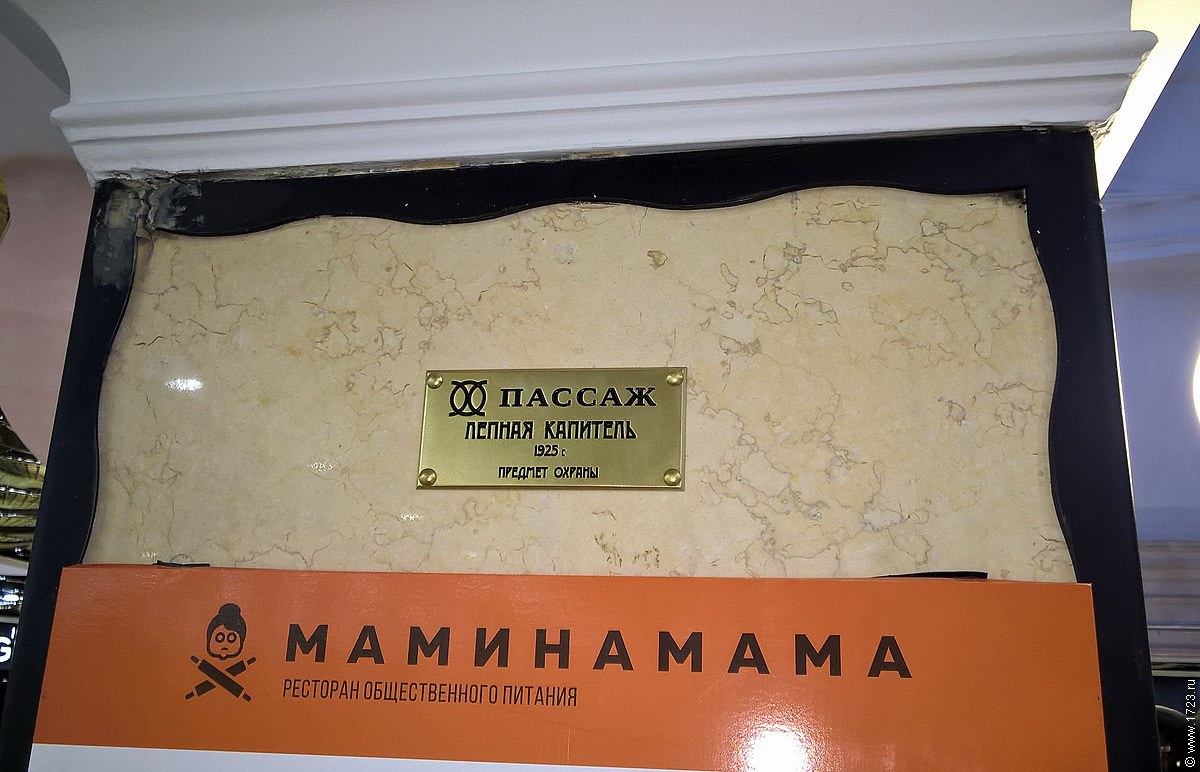 ПАССАЖ
ЛЕПНАЯ КАПИТЕЛЬ
1925 г.
ПРЕДМЕТ ОХРАНЫ
МАМИНАМАМА
РЕСТОРАН ОБЩЕСТВЕННОГО ПИТАНИЯ
© www.1723.ru